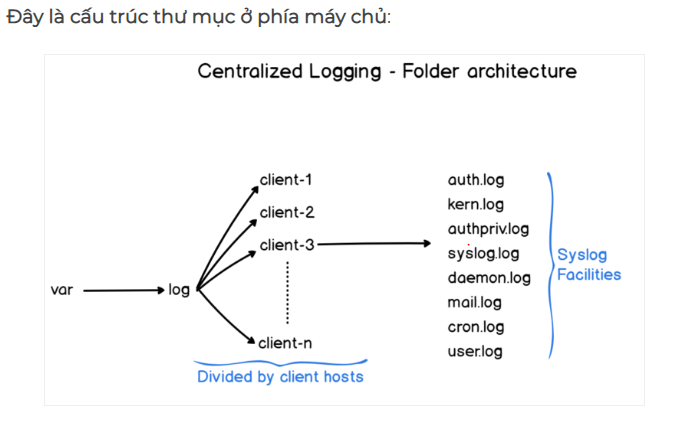 Đây là cấu trúc thư mục ở phía máy chủ:
Centralized Logging - Folder architecture
var
log
client-1
client-2
client-3
client-n
Divided by client hosts
auth.log
kern.log
authpriv.log
syslog.log
daemon.log
mail.log
cron.log
user.log
Syslog
Facilities